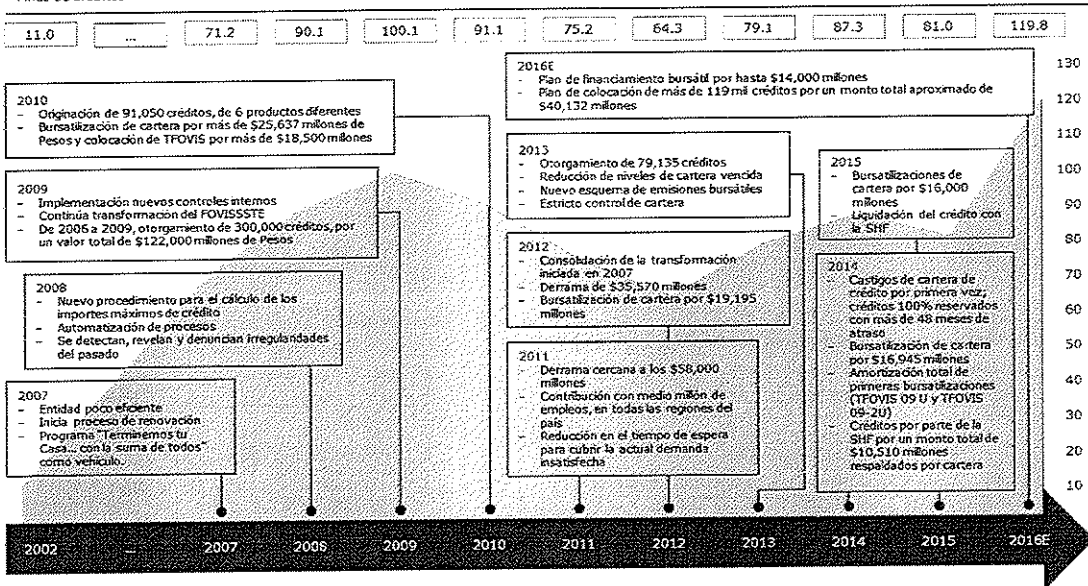 11.0 ... 71.2 90.1 100.1 91.1 75.2 64.3 79.1 87.3 81.0 119.8
2016E
- Plan de financiamiento bursátil por hasta $14,000 millones
- Plan de colocación de más de 119 mil créditos por un monto total aproximado de
$40,132 millones
2010
- Originación de 91,050 créditos, de 6 productos diferentes
- Bursatilización de cartera por más de $25,637 millones de
Pesos y colocación de TFOVIS por más de $18,500 millones
2013
- Otorgamiento de 79,135 créditos
- Reducción de niveles de cartera vencida
- Nuevo esquema de emisiones bursátiles
- Estricto control de cartera
2015
- Bursatilizaciones de
cartera por $16,000
millones
- Liquidación del crédito con
la SHF
2009
- Implementación nuevos controles internos
- Continúa transformación del FOVISSSTE
- De 2006 a 2009, otorgamiento de 300,000 créditos, por
un valor total de $122,000 millones de Pesos
2012
- Consolidación de la transformación
iniciada en 2007
- Derrama de $35,570 millones
- Bursatilización de cartera por $19,195
millones
2014
- Castigos de cartera de
crédito por primera vez;
créditos 100% reservados
con más de 48 meses de
atraso
- Bursatilización de cartera
por $16,945 millones
- Amortización total de
primeras bursatilizaciones
(TFOVIS 09 U y TFOVIS
09-2U)
- Créditos por parte de la
SHF por un monto total de
$10,510 millones
respaldados por cartera
2008
- Nuevo procedimiento para el cálculo de los
importes máximos de crédito
- Automatización de procesos
- Se detectan, revelan y denuncian irregularidades
del pasado
2011
- Derrama cercana a los $58,000
millones
- Contribución con medio millón de
empleos, en todas las regiones del
país
- Reducción en el tiempo de espera
para cubrir la actual demanda
insatisfecha
2007
- Entidad poco eficiente
- Inicia proceso de renovación
- Programa "Terminemos tu
Casa... con la suma de todos"
como vehículo.
130
120
110
100
90
80
70
60
50
40
30
20
10
2002 ... 2007 2008 2009 2010 2011 2012 2013 2014 2015 2016E